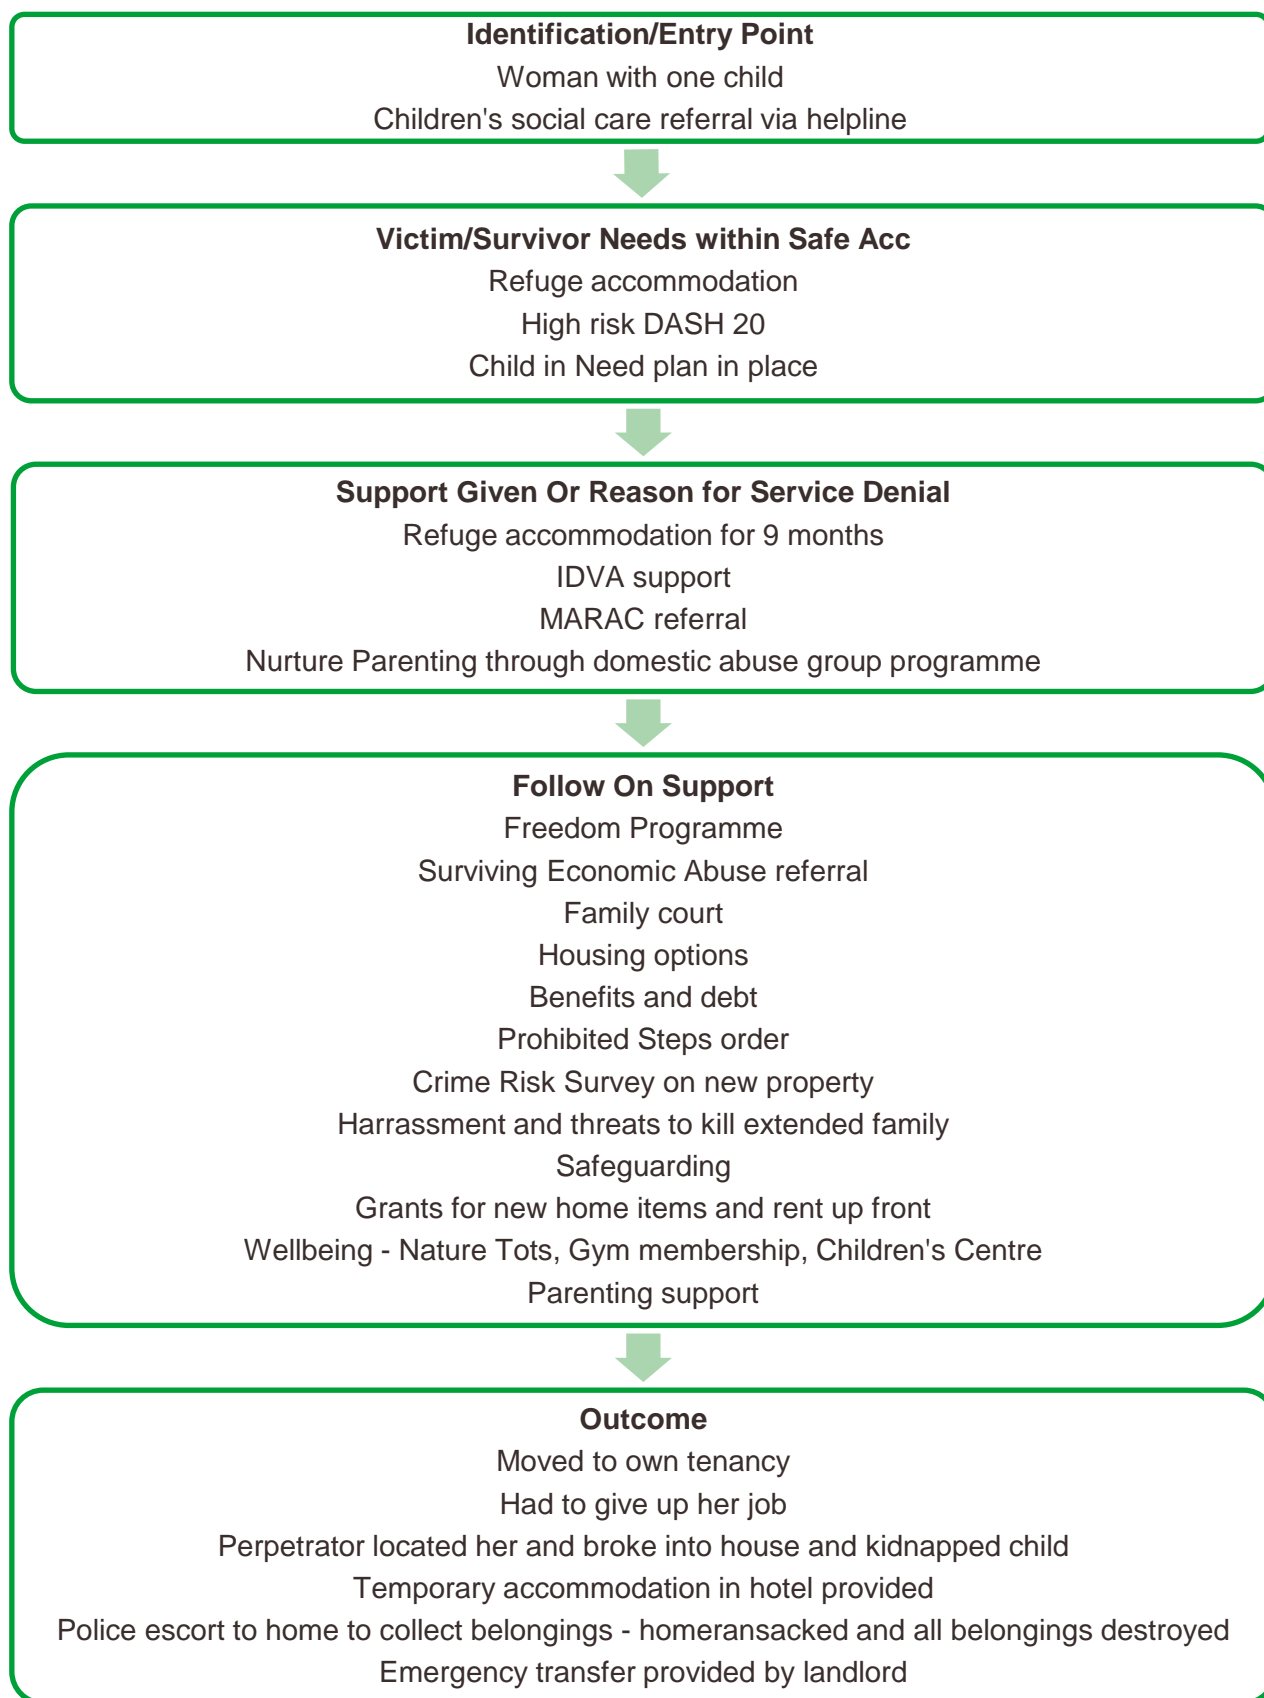 Identification/Entry Point
Woman with one child
Children's social care referral via helpline
Victim/Survivor Needs within Safe Acc
Refuge accommodation
High risk DASH 20
Child in Need plan in place
Support Given Or Reason for Service Denial
Refuge accommodation for 9 months
IDVA support
MARAC referral
Nurture Parenting through domestic abuse group programme
Follow On Support
Freedom Programme
Surviving Economic Abuse referral
Family court
Housing options
Benefits and debt
Prohibited Steps order
Crime Risk Survey on new property
Harrassment and threats to kill extended family
Safeguarding
Grants for new home items and rent up front
Wellbeing - Nature Tots, Gym membership, Children's Centre
Parenting support
Outcome
Moved to own tenancy
Had to give up her job
Perpetrator located her and broke into house and kidnapped child
Temporary accommodation in hotel provided
Police escort to home to collect belongings - homeransacked and all belongings destroyed
Emergency transfer provided by landlord